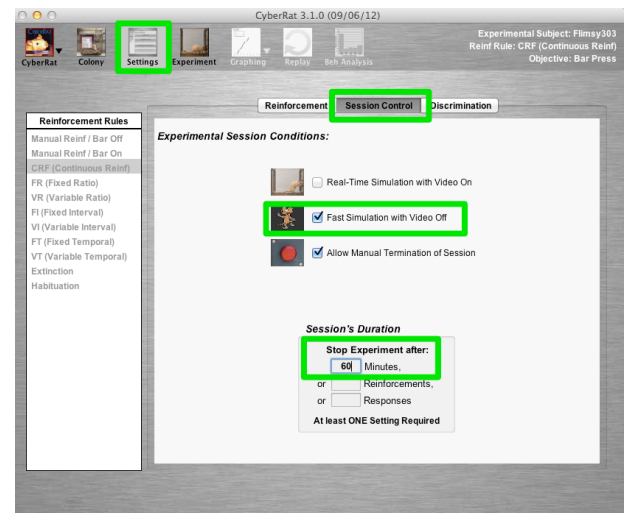 CyberRat 3.1.0 (09/06/12)
Experimental Subject: Flimsy303
Reinf Rule: CRF (Continuous Reinf)
Objective: Bar Press
CyberRat Colony Settings Experiment Graphing Replay Beh Analysis
Reinforcement Session Control Discrimination
Reinforcement Rules
Manual Reinf / Bar Off
Manual Reinf / Bar On
CRF (Continuous Reinf)
FR (Fixed Ratio)
VR (Variable Ratio)
FI (Fixed Interval)
VI (Variable Interval)
FT (Fixed Temporal)
VT (Variable Temporal)
Extinction
Habituation
Experimental Session Conditions:
Real-Time Simulation with Video On
Fast Simulation with Video Off
Allow Manual Termination of Session
Session's Duration
Stop Experiment after:
60 Minutes,
or Reinforcements,
or Responses
At least ONE Setting Required